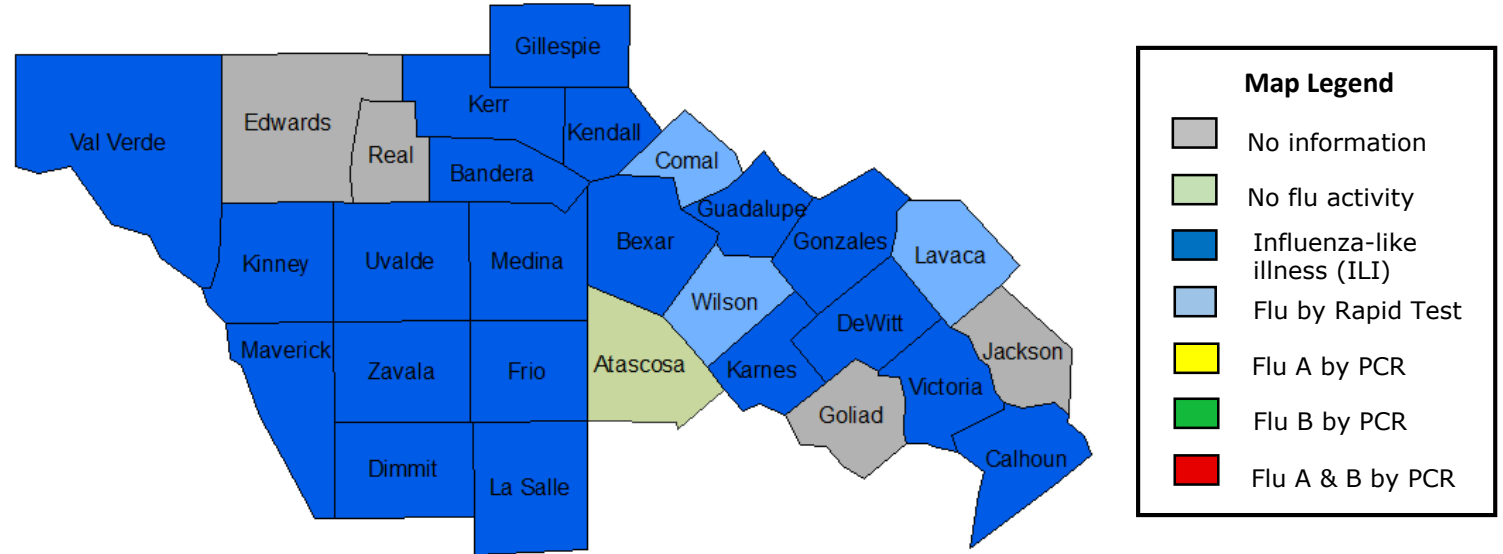 Gillespie
Kerr
Edwards
Val Verde
Kendall
Real
Comal
Bandera
Guadalupe
Bexar
Gonzales
Lavaca
Kinney
Uvalde
Medina
Wilson
DeWitt
Maverick
Jackson
Zavala
Frio
Atascosa
Karnes
Victoria
Goliad
Calhoun
Dimmit
La Salle
Map Legend
No information
No flu activity
Influenza-like
illness (ILI)
Flu by Rapid Test
Flu A by PCR
Flu B by PCR
Flu A & B by PCR